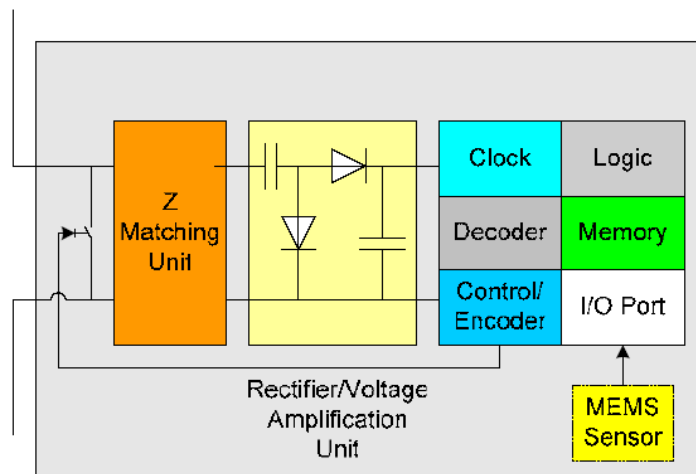 Z
Matching
Unit
Clock
Logic
Decoder
Memory
Control/
Encoder
I/O Port
Rectifier/Voltage
Amplification
Unit
MEMS
Sensor